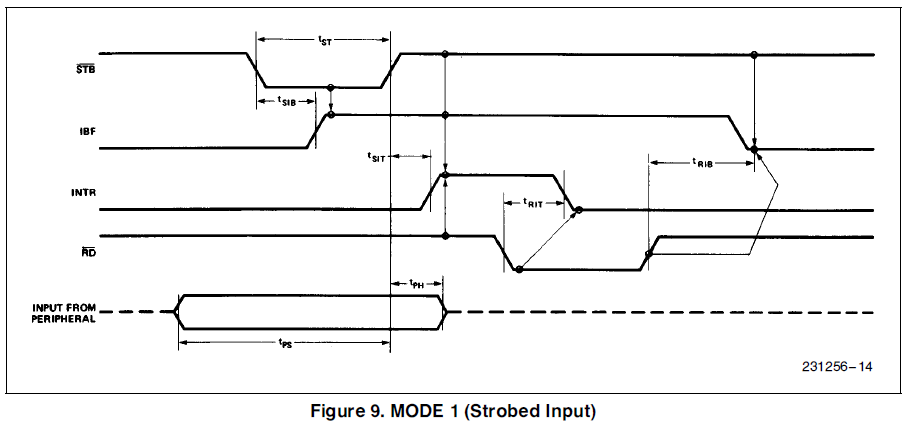 tST
STB
tSIB
IBF
tSIT
tRIB
INTR
tRIT
RD
tPH
INPUT FROM
PERIPHERAL
tPS
231256–14
Figure 9. MODE 1 (Strobed Input)